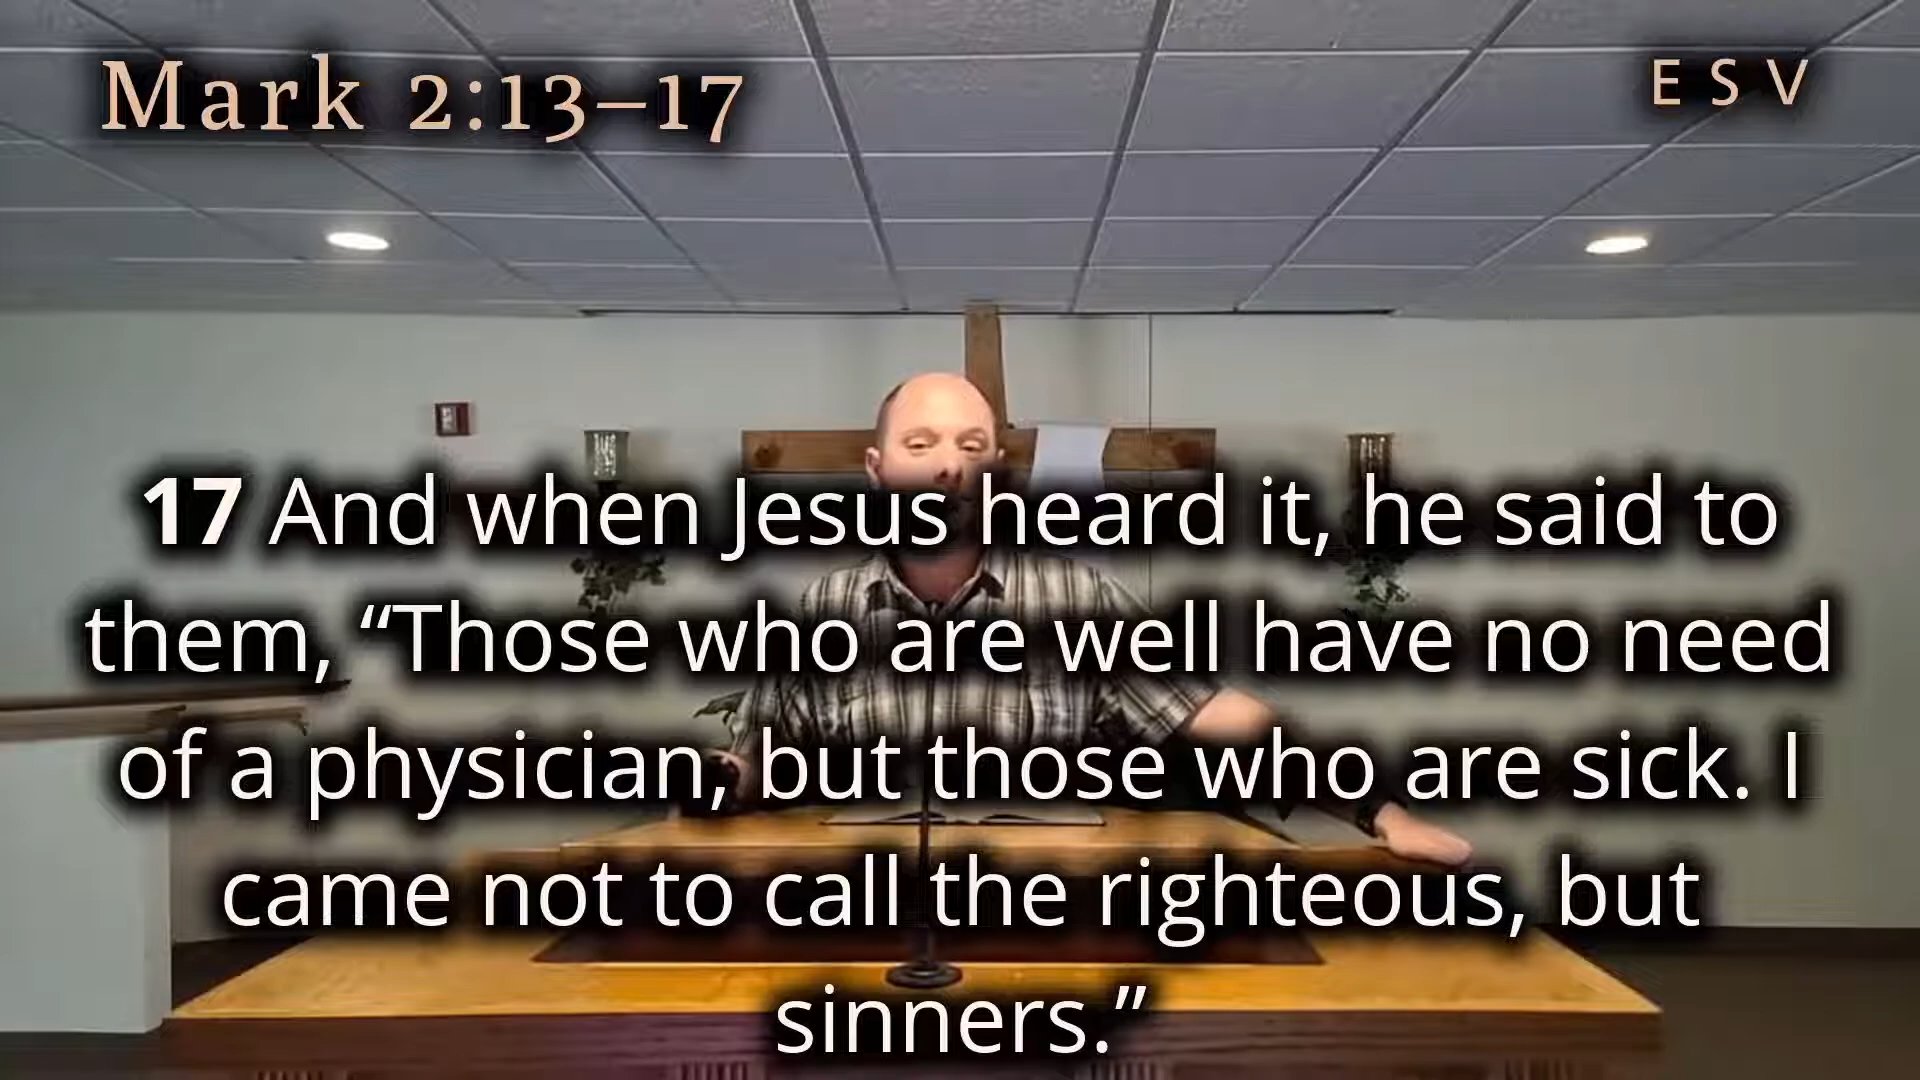 Mark 2:13–17
ESV
17 And when Jesus heard it, he said to
them, “Those who are well have no need
of a physician, but those who are sick. I
came not to call the righteous, but
sinners.”